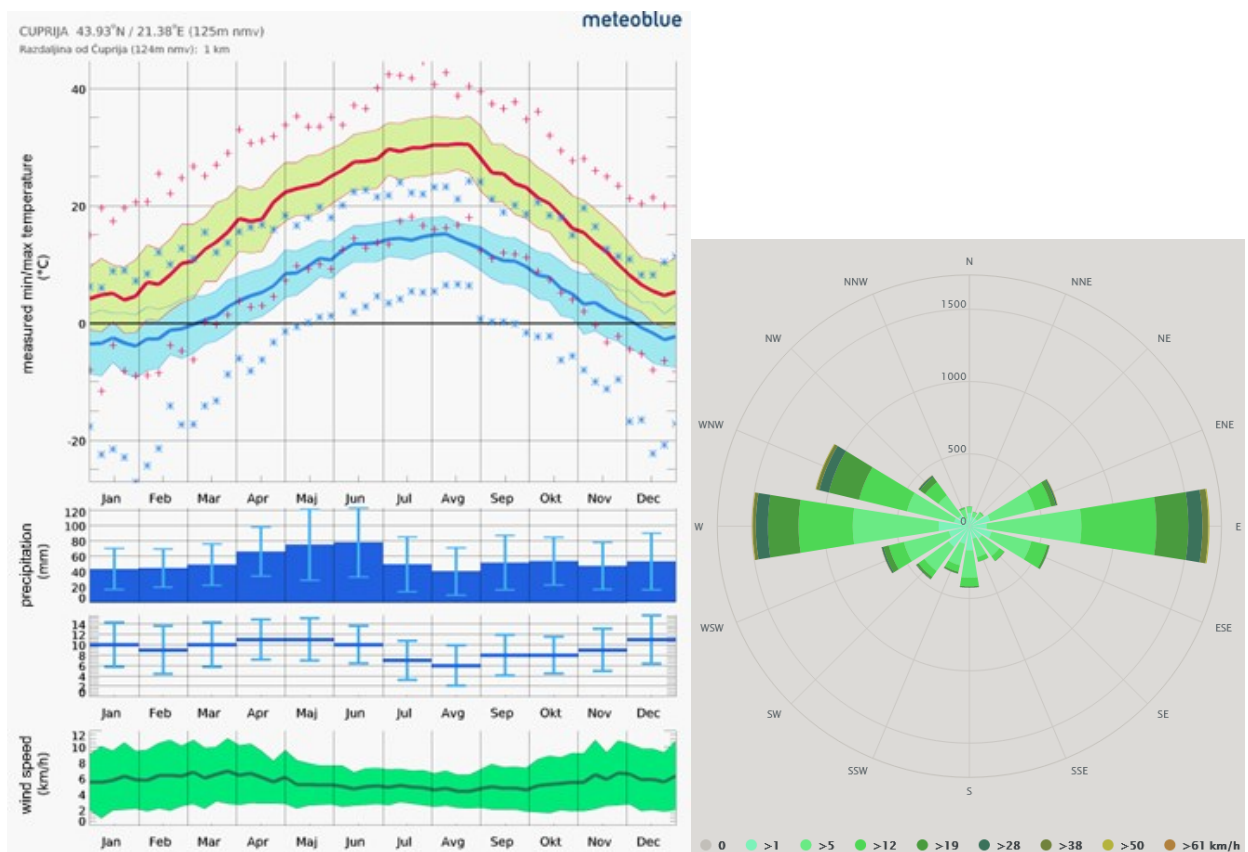 meteoblue
CUPRIJA 43.93°N / 21.38°E (125m nmv)
Razdaljina od Ćuprija (124m nmv): 1 km
measured min/max temperature
(°C)
40
20
0
-20
Jan Feb Mar Apr Maj Jun Jul Avg Sep Okt Nov Dec
precipitation
(mm)
120
100
80
60
40
20
0
14
12
10
8
6
4
2
0
Jan Feb Mar Apr Maj Jun Jul Avg Sep Okt Nov Dec
wind speed
(km/h)
12
10
8
6
4
2
0
Jan Feb Mar Apr Maj Jun Jul Avg Sep Okt Nov Dec
N
NNW NNE
1500
NW NE
1000
WNW ENE
500
0
W E
WSW ESE
SW SE
SSW SSE
S
0 >1 >5 >12 >19 >28 >38 >50 >61 km/h